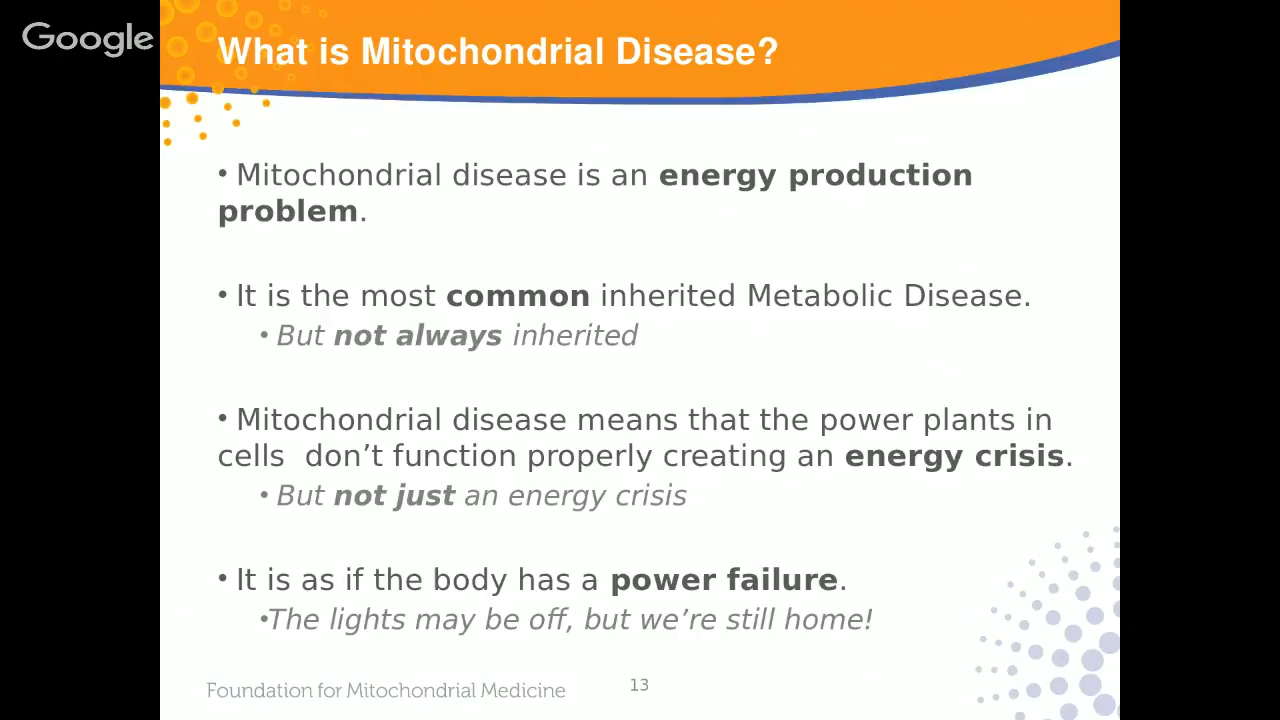 Google
What is Mitochondrial Disease?
• Mitochondrial disease is an energy production
problem.
• It is the most common inherited Metabolic Disease.
• But not always inherited
• Mitochondrial disease means that the power plants in
cells  don’t function properly creating an energy crisis.
• But not just an energy crisis
• It is as if the body has a power failure.
•The lights may be off, but we’re still home!
Foundation for Mitochondrial Medicine
13